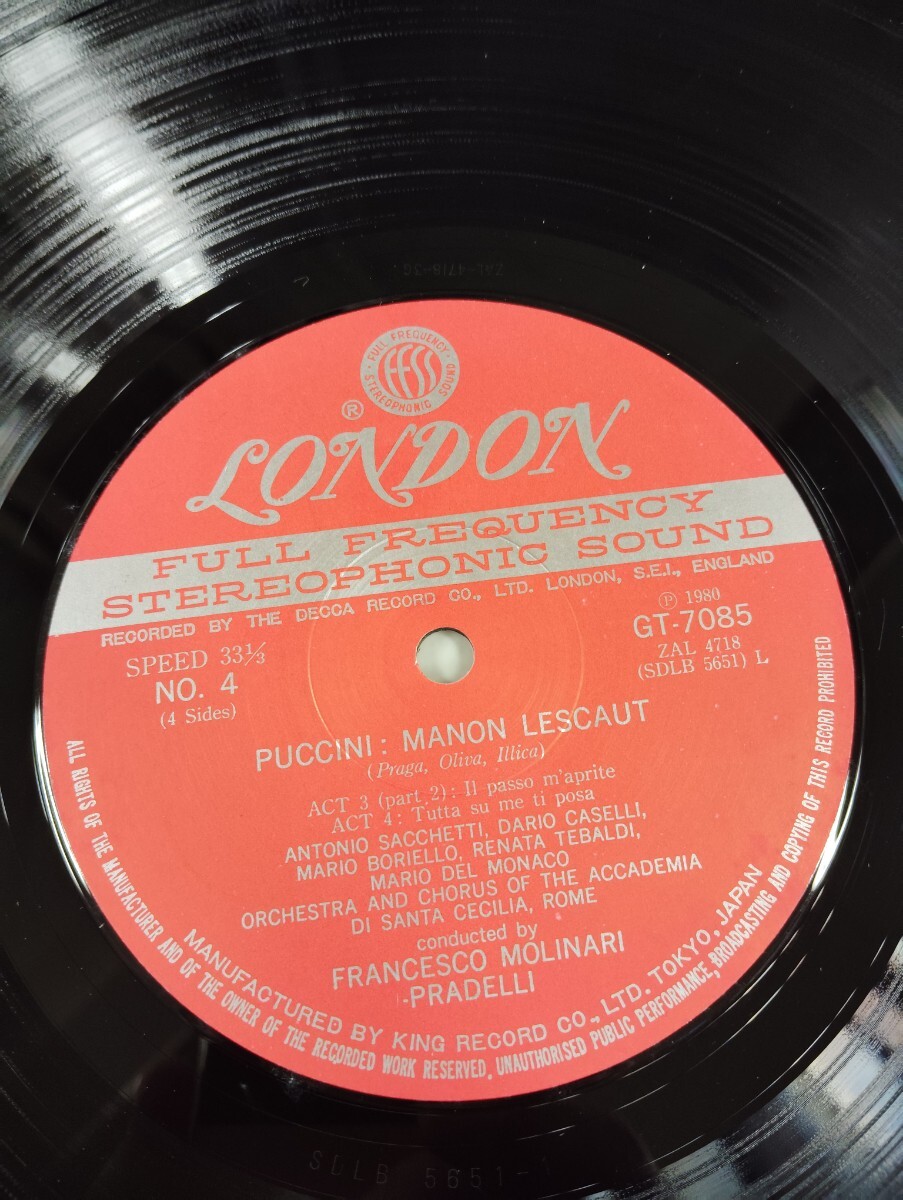 ZAL-4718-3G.
FULL FREQUENCY
FFSS
STEREOPHONIC SOUND
®
LONDON
FULL FREQUENCY
STEREOPHONIC SOUND
RECORDED BY THE DECCA RECORD CO., LTD. LONDON, S.E.I., ENGLAND
SPEED 33⅓
NO. 4
(4 Sides)
Ⓟ 1980
GT-7085
ZAL 4718
(SDLB 5651) L
PUCCINI: MANON LESCAUT
(Praga, Oliva, Illica)
ACT 3 (part 2): Il passo m'aprite
ACT 4: Tutta su me ti posa
ANTONIO SACCHETTI, DARIO CASELLI,
MARIO BORIELLO, RENATA TEBALDI,
MARIO DEL MONACO
ORCHESTRA AND CHORUS OF THE ACCADEMIA
DI SANTA CECILIA, ROME
conducted by
FRANCESCO MOLINARI
-PRADELLI
MANUFACTURED BY KING RECORD CO., LTD. TOKYO, JAPAN
ALL RIGHTS OF THE MANUFACTURER AND OF THE OWNER OF THE RECORDED WORK RESERVED, UNAUTHORISED PUBLIC PERFORMANCE, BROADCASTING AND COPYING OF THIS RECORD PROHIBITED
SDLB 5651-